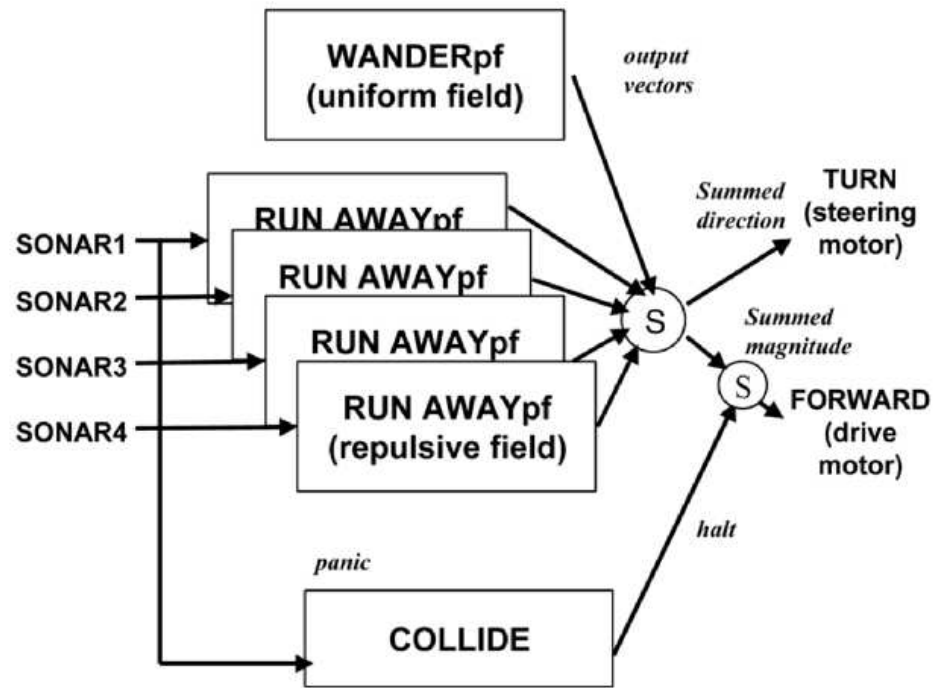 WANDERpf
(uniform field)
output
vectors
RUN AWAYpf
SONAR1
RUN AWAYpf
SONAR2
RUN AWAYpf
SONAR3
RUN AWAYpf
(repulsive field)
SONAR4
S
Summed
direction
TURN
(steering
motor)
Summed
magnitude
S
FORWARD
(drive
motor)
halt
panic
COLLIDE